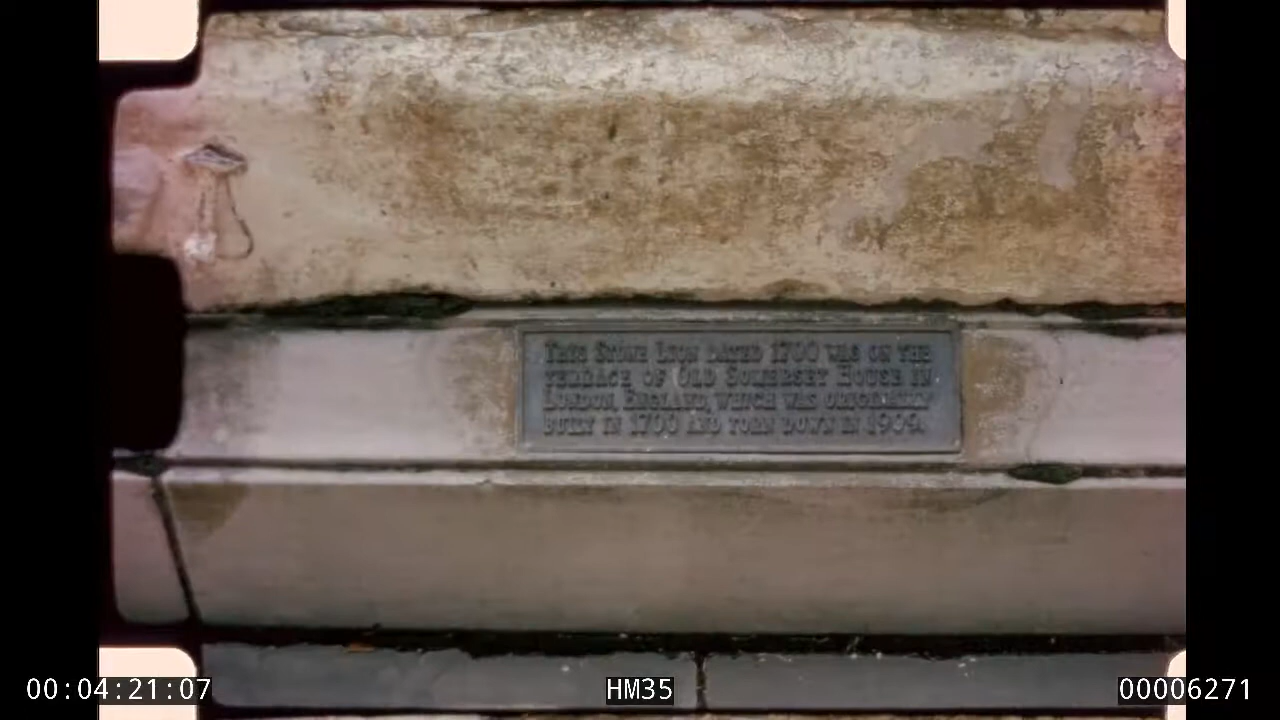 THIS STONE LION DATED 1700 WAS ON THE
TERRACE OF OLD SOMERSET HOUSE IN
LONDON, ENGLAND, WHICH WAS ORIGINALLY
BUILT IN 1700 AND TORN DOWN IN 1909.
00:04:21:07
HM35
00006271